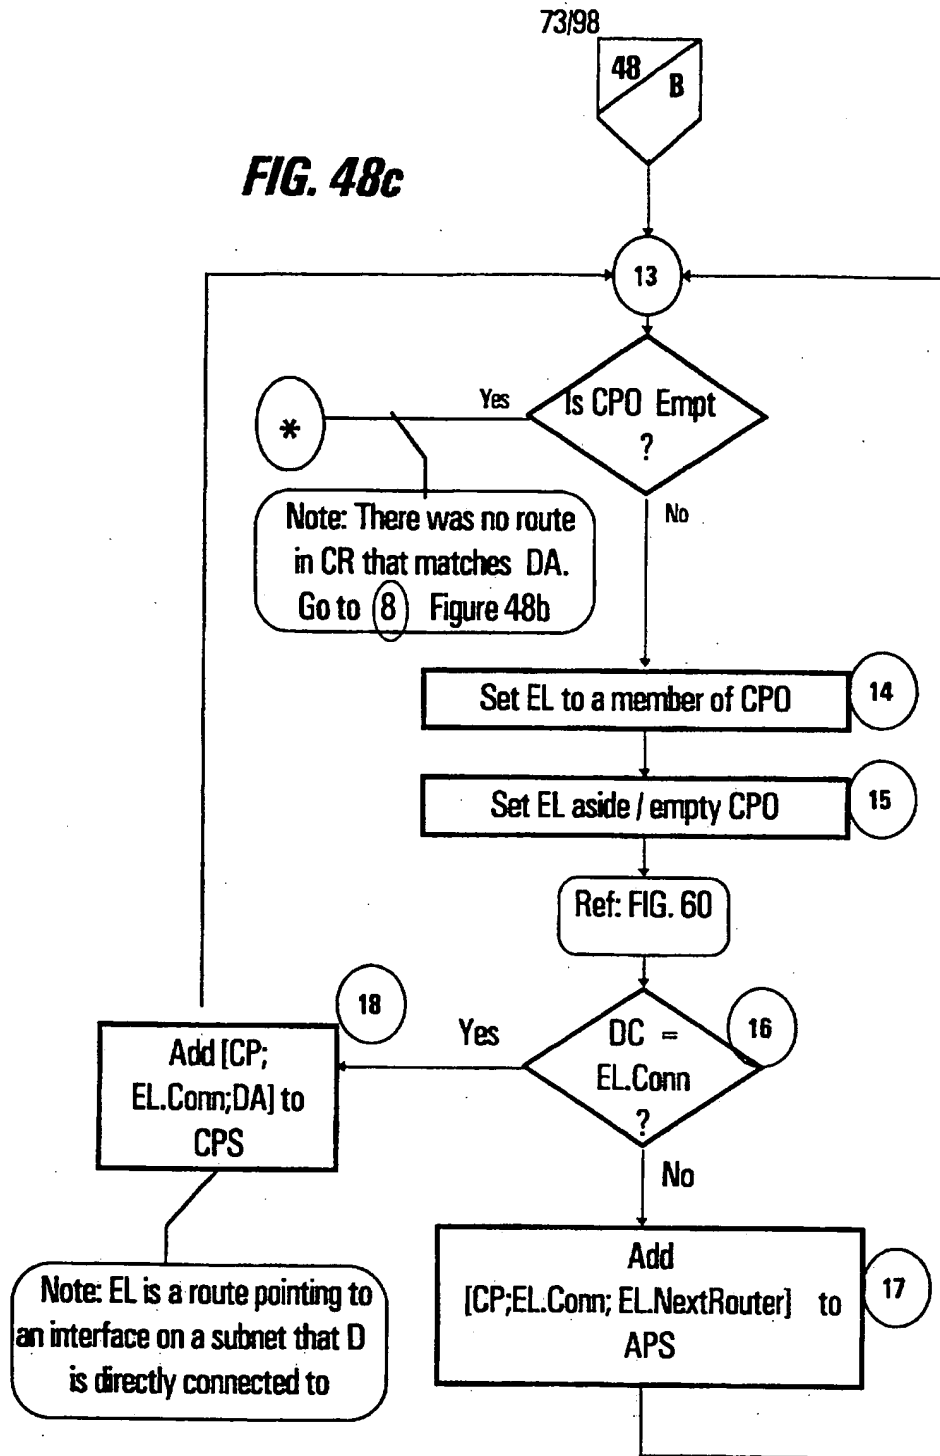 73/98
48
B
FIG. 48c
13
Is CPO Empt
?
Yes
*
No
Note: There was no route
in CR that matches DA.
Go to 8 Figure 48b
Set EL to a member of CPO
14
Set EL aside / empty CPO
15
Ref: FIG. 60
DC =
EL.Conn
?
16
Yes
18
Add [CP;
EL.Conn;DA] to
CPS
No
Note: EL is a route pointing to
an interface on a subnet that D
is directly connected to
Add
[CP;EL.Conn; EL.NextRouter] to
APS
17